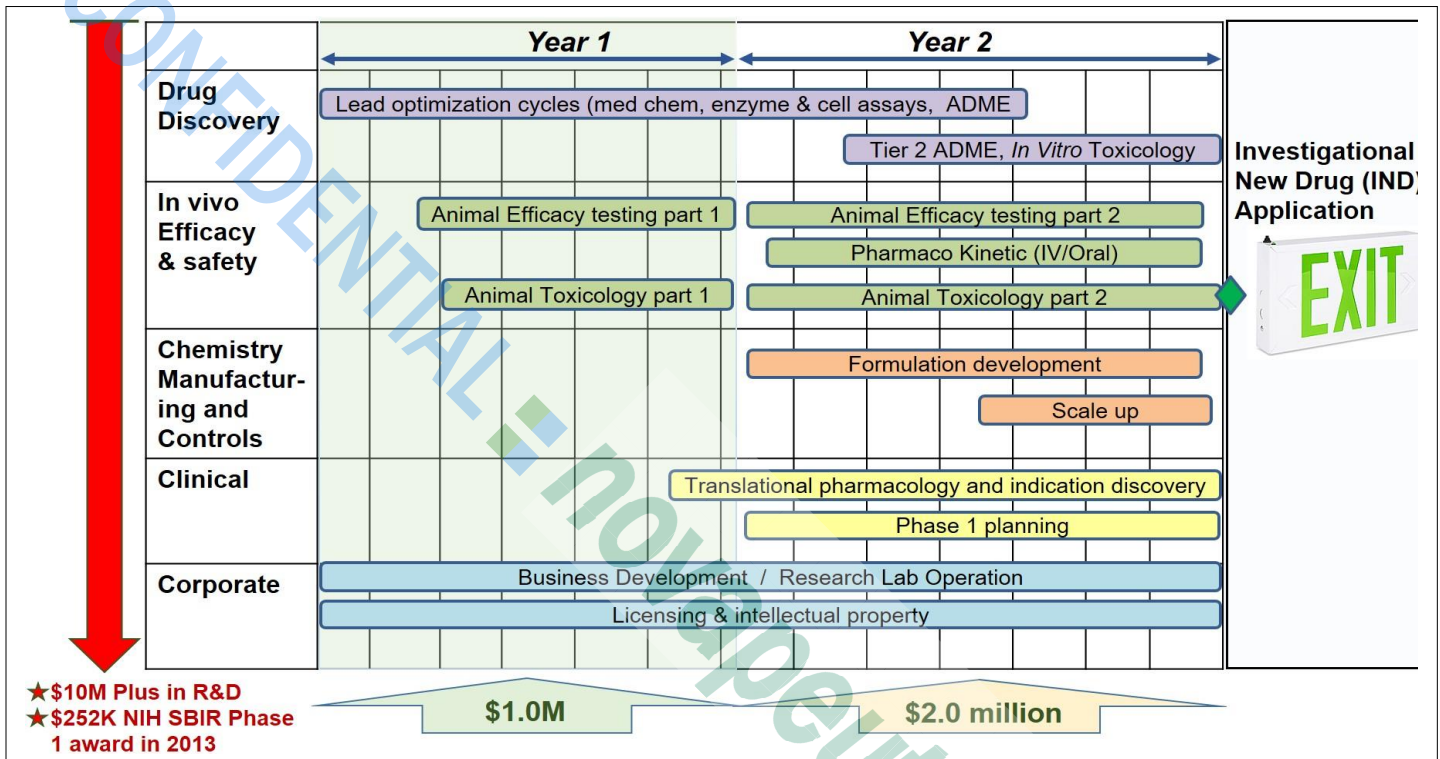 Year 1
Year 2
Drug
Discovery
Lead optimization cycles (med chem, enzyme & cell assays, ADME
Tier 2 ADME, In Vitro Toxicology
In vivo
Efficacy
& safety
Animal Efficacy testing part 1
Animal Efficacy testing part 2
Pharmaco Kinetic (IV/Oral)
Animal Toxicology part 1
Animal Toxicology part 2
Chemistry
Manufactur-
ing and
Controls
Formulation development
Scale up
Clinical
Translational pharmacology and indication discovery
Phase 1 planning
Corporate
Business Development / Research Lab Operation
Licensing & intellectual property
Investigational
New Drug (IND)
Application
EXIT
$10M Plus in R&D
$252K NIH SBIR Phase
1 award in 2013
$1.0M
$2.0 million
CONFIDENTIAL